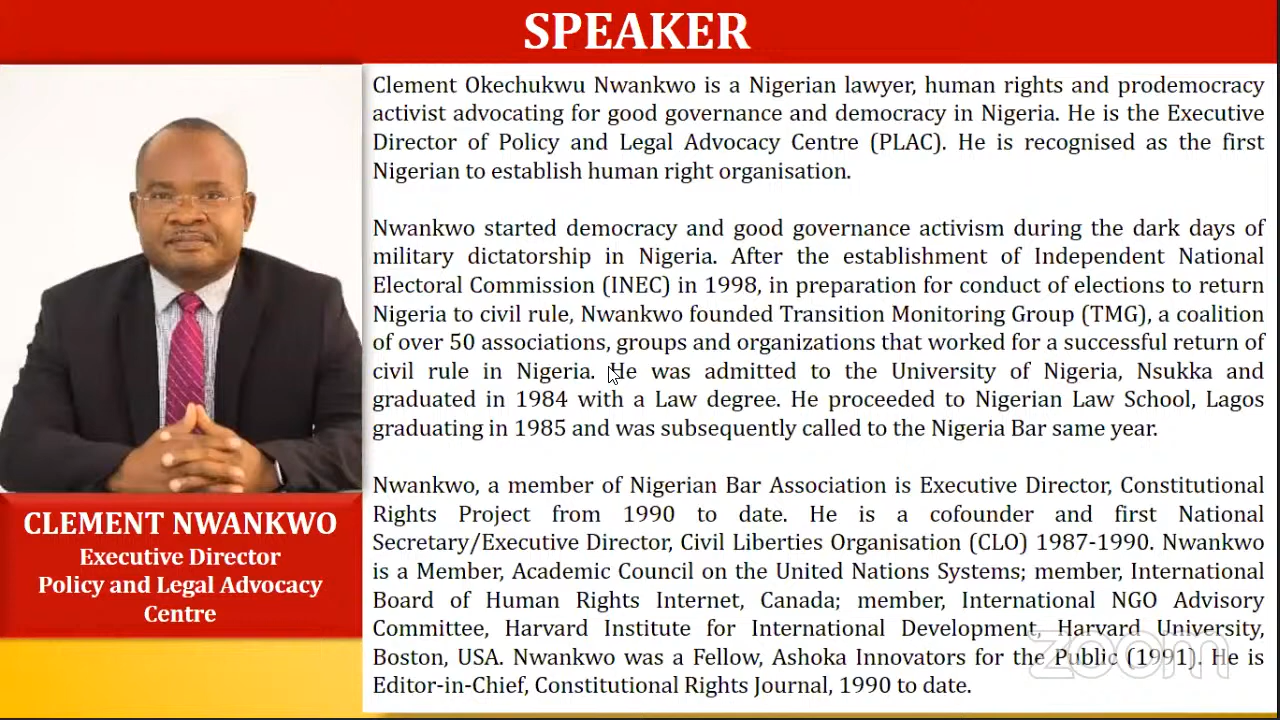 SPEAKER
Clement Okechukwu Nwankwo is a Nigerian lawyer, human rights and prodemocracy
activist advocating for good governance and democracy in Nigeria. He is the Executive
Director of Policy and Legal Advocacy Centre (PLAC). He is recognised as the first
Nigerian to establish human right organisation.
Nwankwo started democracy and good governance activism during the dark days of
military dictatorship in Nigeria. After the establishment of Independent National
Electoral Commission (INEC) in 1998, in preparation for conduct of elections to return
Nigeria to civil rule, Nwankwo founded Transition Monitoring Group (TMG), a coalition
of over 50 associations, groups and organizations that worked for a successful return of
civil rule in Nigeria. He was admitted to the University of Nigeria, Nsukka and
graduated in 1984 with a Law degree. He proceeded to Nigerian Law School, Lagos
graduating in 1985 and was subsequently called to the Nigeria Bar same year.
Nwankwo, a member of Nigerian Bar Association is Executive Director, Constitutional
Rights Project from 1990 to date. He is a cofounder and first National
Secretary/Executive Director, Civil Liberties Organisation (CLO) 1987-1990. Nwankwo
is a Member, Academic Council on the United Nations Systems; member, International
Board of Human Rights Internet, Canada; member, International NGO Advisory
Committee, Harvard Institute for International Development, Harvard University,
Boston, USA. Nwankwo was a Fellow, Ashoka Innovators for the Public (1991). He is
Editor-in-Chief, Constitutional Rights Journal, 1990 to date.
CLEMENT NWANKWO
Executive Director
Policy and Legal Advocacy
Centre
zoom